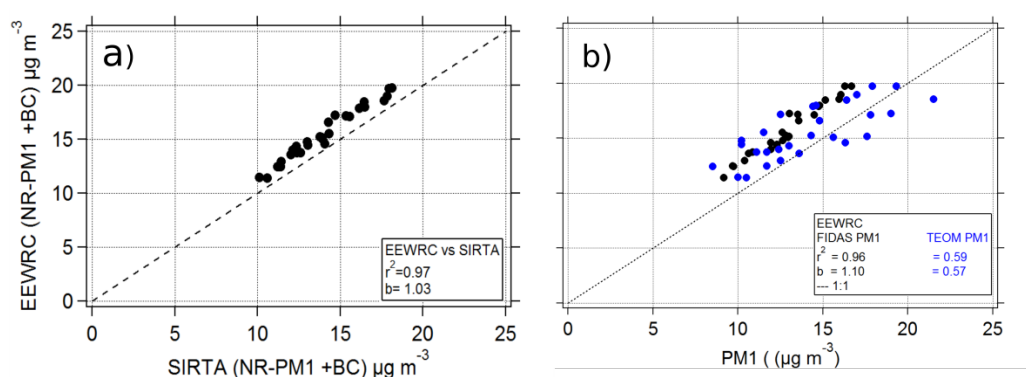 a)
25
20
15
10
5
0
EEWRC (NR-PM1 +BC) µg m⁻³
EEWRC vs SIRTA
r²=0.97
b= 1.03
0 5 10 15 20 25
SIRTA (NR-PM1 +BC) µg m⁻³
b)
EEWRC
FIDAS PM1 TEOM PM1
r² = 0.96 = 0.59
b = 1.10 = 0.57
--- 1:1
0 5 10 15 20 25
PM1 ( (µg m⁻³)